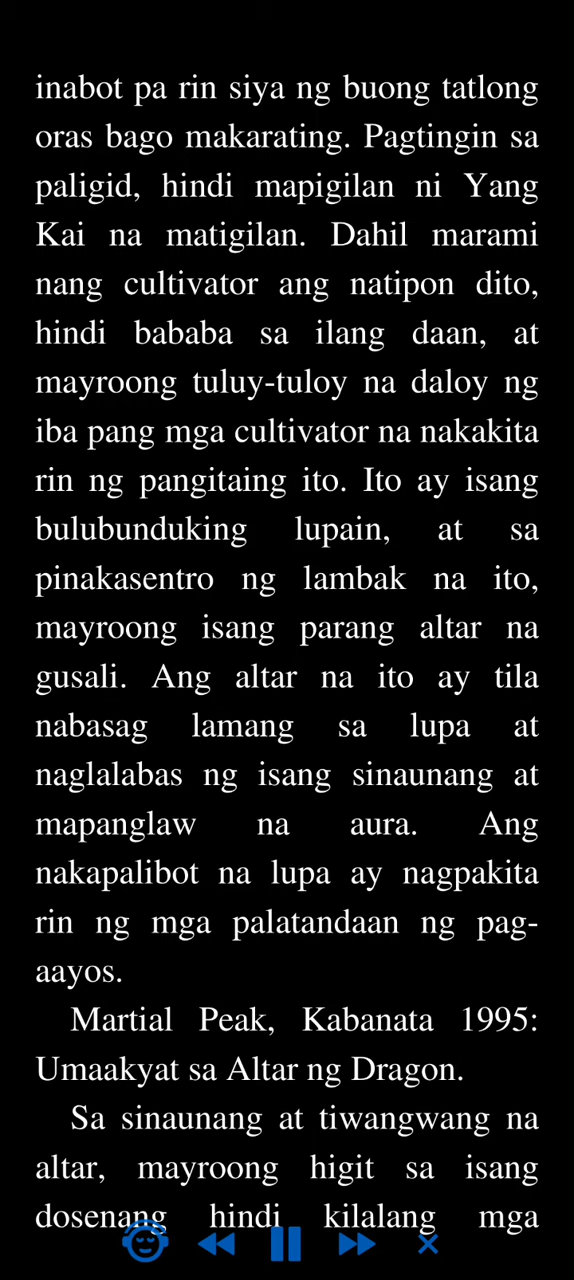 inabot pa rin siya ng buong tatlong
oras bago makarating. Pagtingin sa
paligid, hindi mapigilan ni Yang
Kai na matigilan. Dahil marami
nang cultivator ang natipon dito,
hindi bababa sa ilang daan, at
mayroong tuluy-tuloy na daloy ng
iba pang mga cultivator na nakakita
rin ng pangitaing ito. Ito ay isang
bulubunduking lupain, at sa
pinakasentro ng lambak na ito,
mayroong isang parang altar na
gusali. Ang altar na ito ay tila
nabasag lamang sa lupa at
naglalabas ng isang sinaunang at
mapanglaw na aura. Ang
nakapalibot na lupa ay nagpakita
rin ng mga palatandaan ng pag-
aayos.
Martial Peak, Kabanata 1995:
Umaakyat sa Altar ng Dragon.
Sa sinaunang at tiwangwang na
altar, mayroong higit sa isang
dosenang hindi kilalang mga